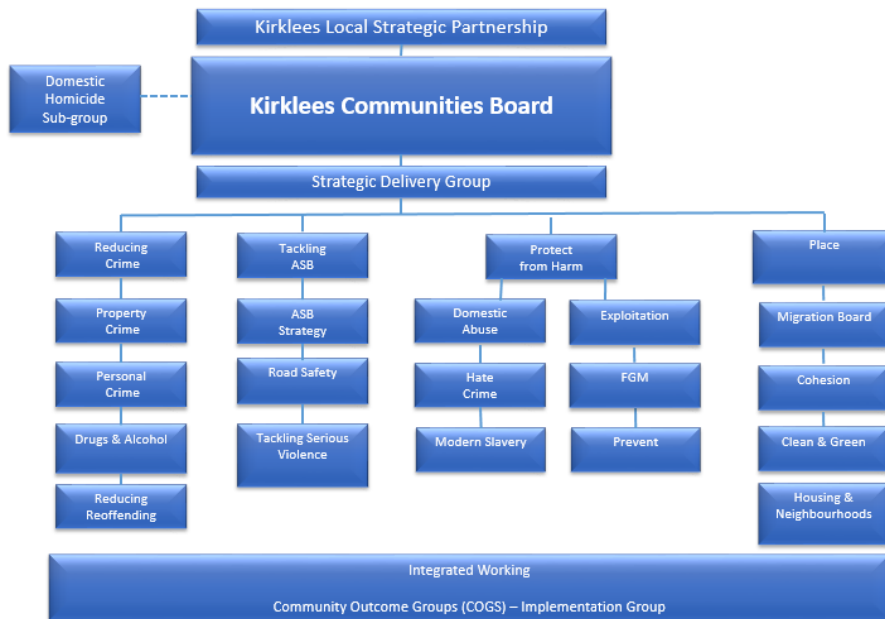 Kirklees Local Strategic Partnership
Domestic
Homicide
Sub-group
Kirklees Communities Board
Strategic Delivery Group
Reducing
Crime
Property
Crime
Personal
Crime
Drugs & Alcohol
Reducing
Reoffending
Tackling
ASB
ASB
Strategy
Road Safety
Tackling Serious
Violence
Protect
from Harm
Domestic
Abuse
Hate
Crime
Modern Slavery
Exploitation
FGM
Prevent
Place
Migration Board
Cohesion
Clean & Green
Housing &
Neighbourhoods
Integrated Working
Community Outcome Groups (COGS) – Implementation Group